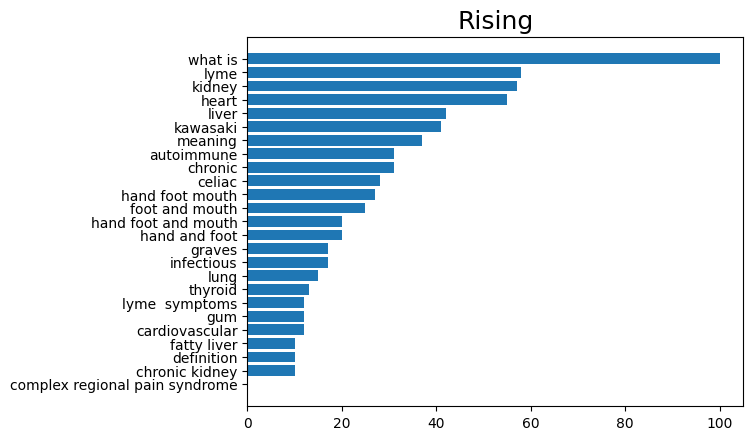 Rising
what is
lyme
kidney
heart
liver
kawasaki
meaning
autoimmune
chronic
celiac
hand foot mouth
foot and mouth
hand foot and mouth
hand and foot
graves
infectious
lung
thyroid
lyme  symptoms
gum
cardiovascular
fatty liver
definition
chronic kidney
complex regional pain syndrome
0 20 40 60 80 100